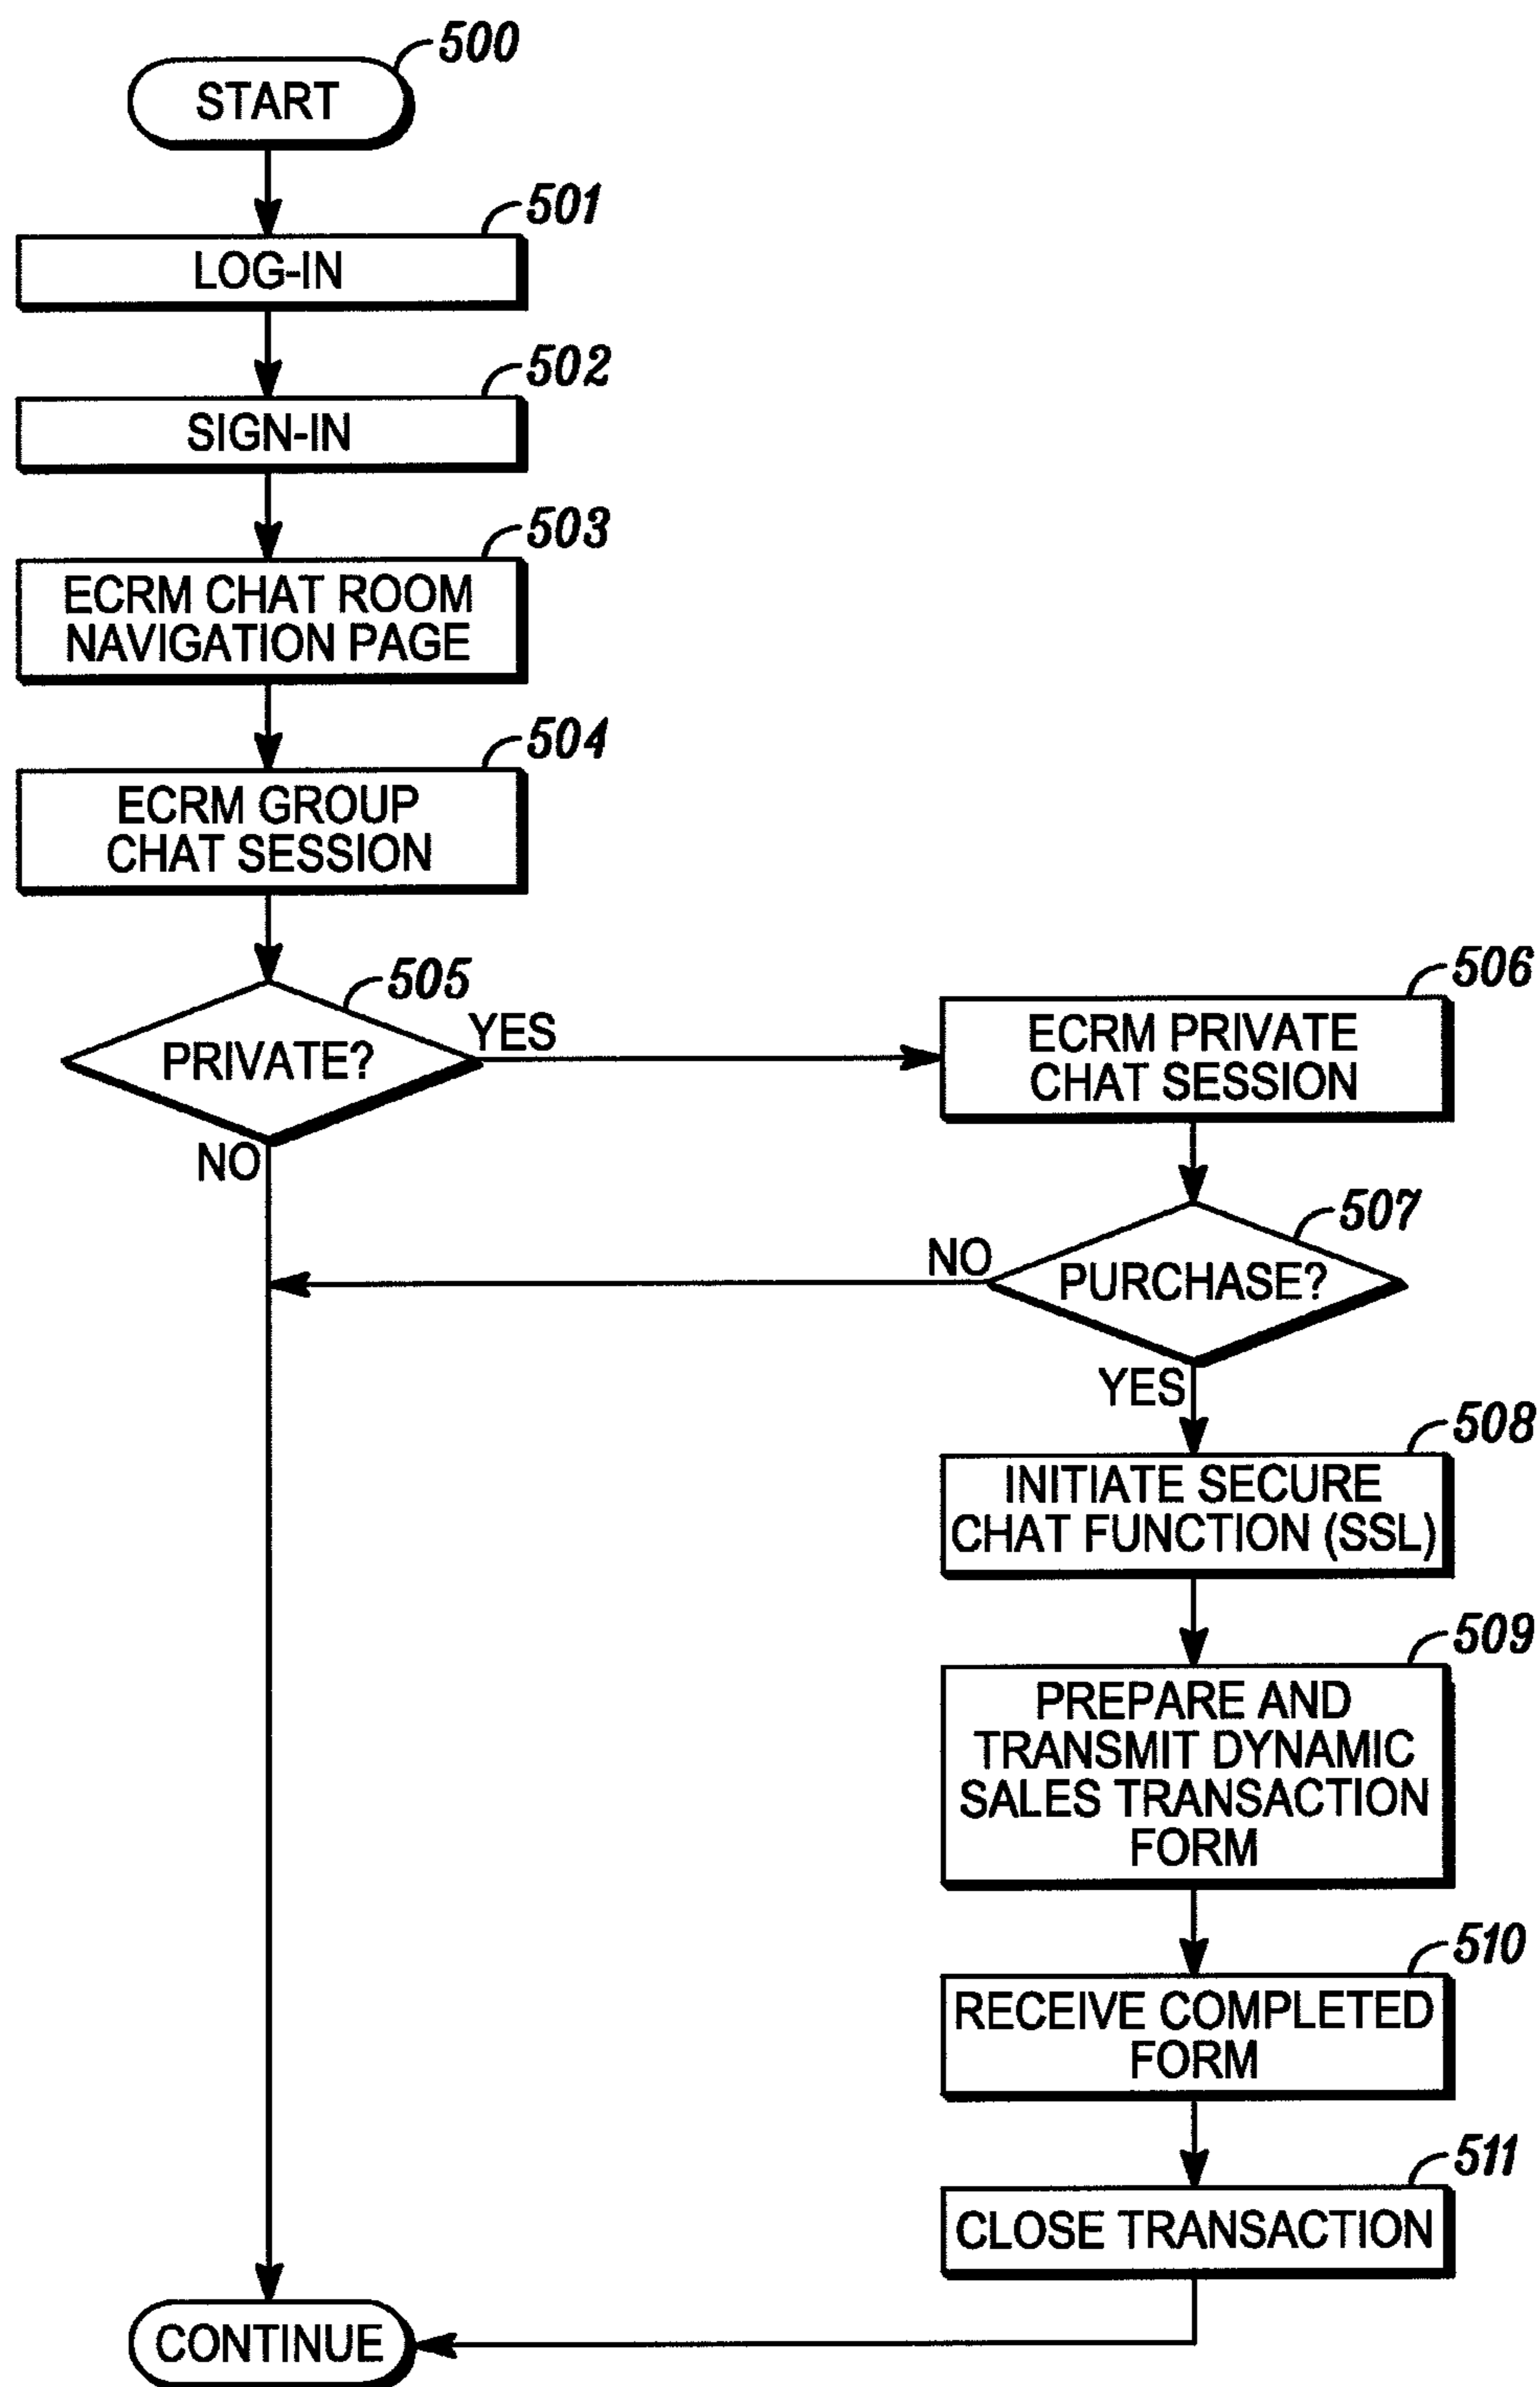 500
START
501
LOG-IN
502
SIGN-IN
503
ECRM CHAT ROOM
NAVIGATION PAGE
504
ECRM GROUP
CHAT SESSION
505
PRIVATE?
YES
NO
506
ECRM PRIVATE
CHAT SESSION
507
PURCHASE?
NO
YES
508
INITIATE SECURE
CHAT FUNCTION (SSL)
509
PREPARE AND
TRANSMIT DYNAMIC
SALES TRANSACTION
FORM
510
RECEIVE COMPLETED
FORM
511
CLOSE TRANSACTION
CONTINUE